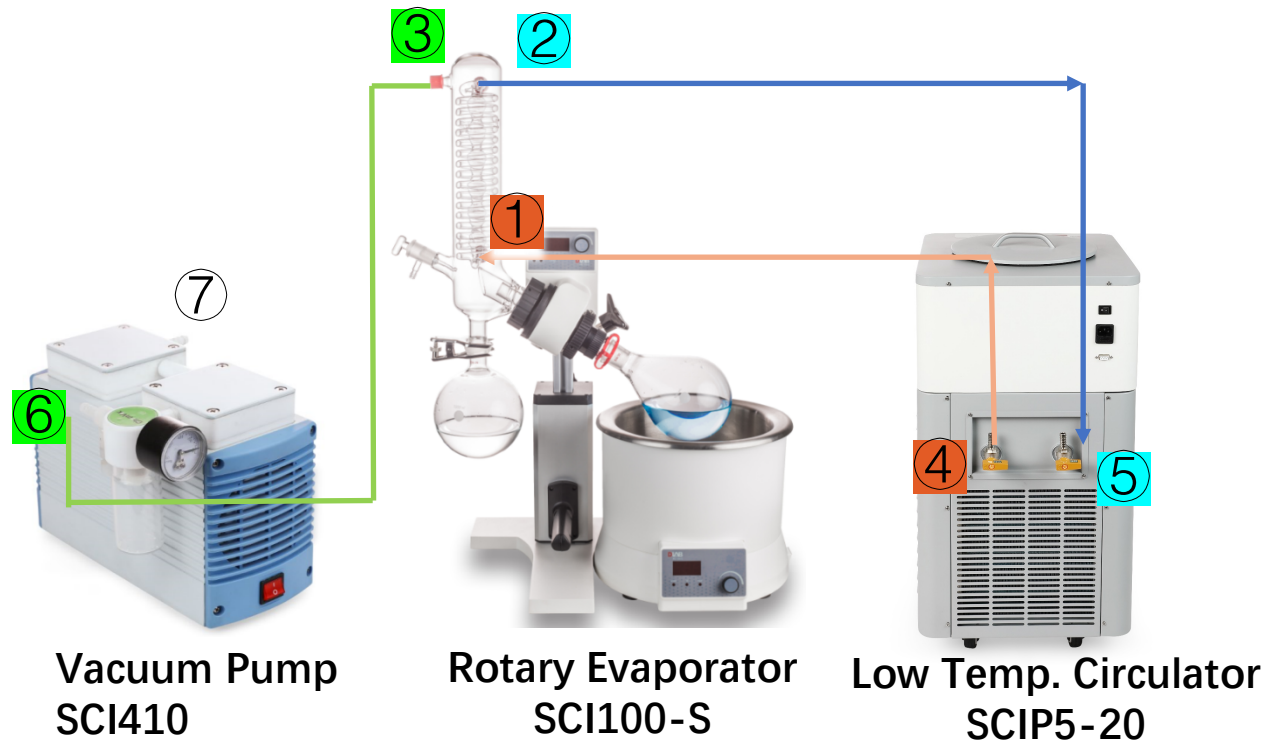 ③
②
①
⑦
⑥
④
⑤
Vacuum Pump
SCI410
Rotary Evaporator
SCI100-S
Low Temp. Circulator
SCIP5-20